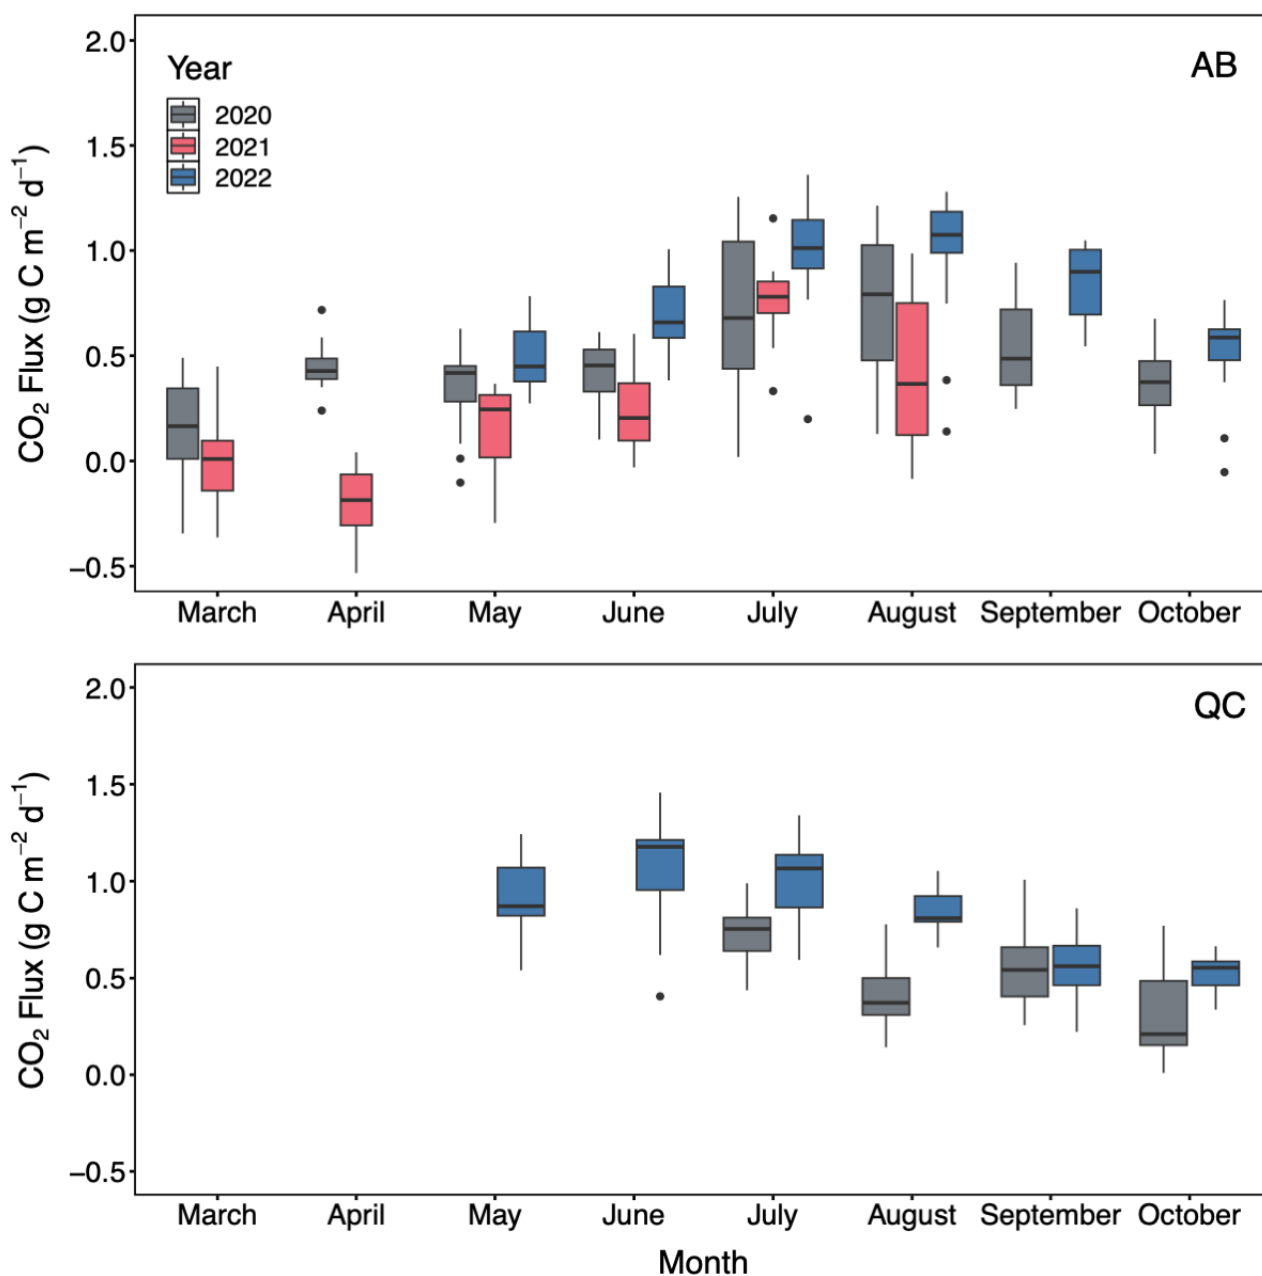 2.0
AB
Year
2020
1.5
2021
2022
CO₂ Flux (g C m⁻² d⁻¹)
1.0
0.5
0.0
−0.5
March April May June July August September October
2.0
QC
1.5
CO₂ Flux (g C m⁻² d⁻¹)
1.0
0.5
0.0
−0.5
March April May June July August September October
Month